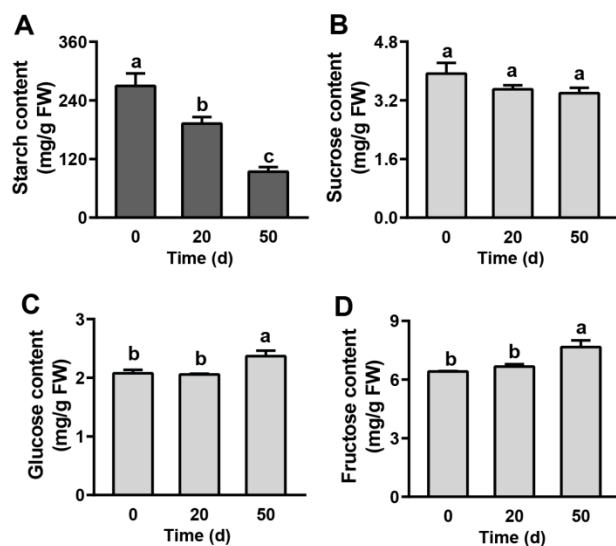 A
Starch content
(mg/g FW)
360
240
120
0
a
b
c
0 20 50
Time (d)
B
Sucrose content
(mg/g FW)
4.8
3.2
1.6
0.0
a
a
a
0 20 50
Time (d)
C
Glucose content
(mg/g FW)
3
2
1
0
b
b
a
0 20 50
Time (d)
D
Fructose content
(mg/g FW)
9
6
3
0
b
b
a
0 20 50
Time (d)